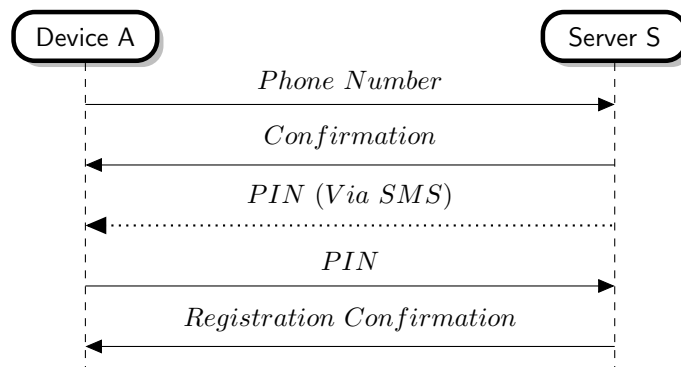 Device A
Server S
Phone Number
Confirmation
PIN (Via SMS)
PIN
Registration Confirmation